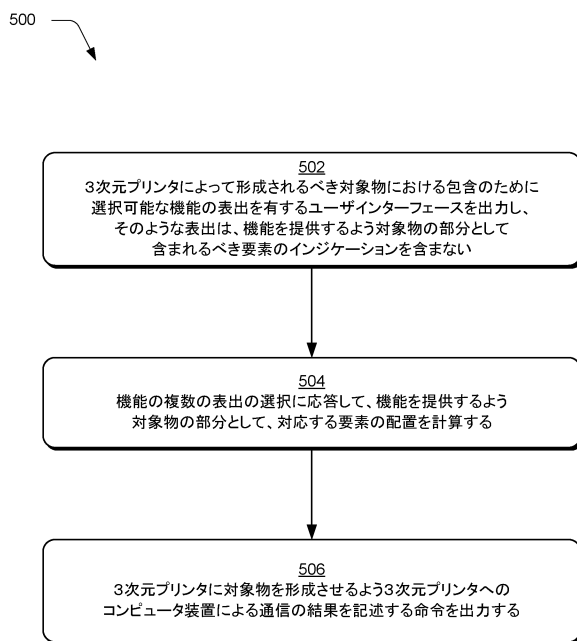 500
502
3次元プリンタによって形成されるべき対象物における包含のために
選択可能な機能の表出を有するユーザインターフェースを出力し、
そのような表出は、機能を提供するよう対象物の部分として
含まれるべき要素のインジケーションを含まない
504
機能の複数の表出の選択に応答して、機能を提供するよう
対象物の部分として、対応する要素の配置を計算する
506
3次元プリンタに対象物を形成させるよう3次元プリンタへの
コンピュータ装置による通信の結果を記述する命令を出力する